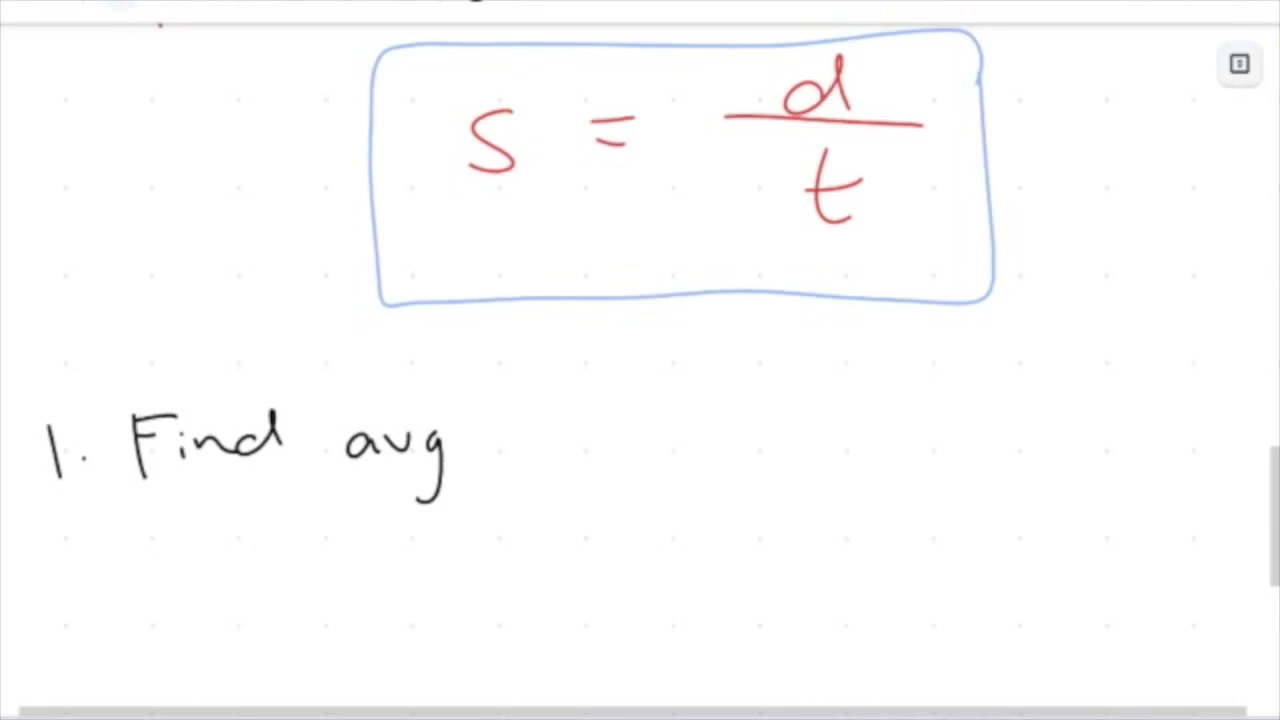 s = d/t
1. Find avg